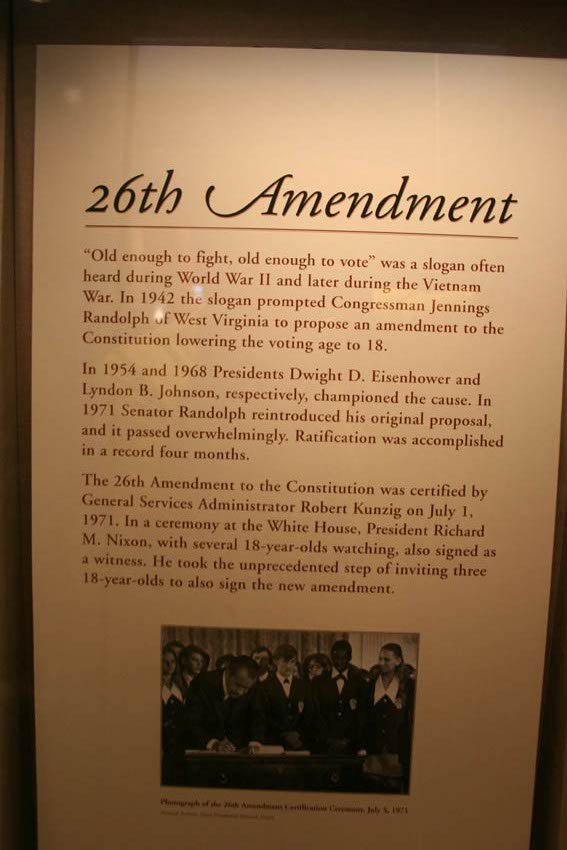 26th Amendment
“Old enough to fight, old enough to vote” was a slogan often
heard during World War II and later during the Vietnam
War. In 1942 the slogan prompted Congressman Jennings
Randolph of West Virginia to propose an amendment to the
Constitution lowering the voting age to 18.
In 1954 and 1968 Presidents Dwight D. Eisenhower and
Lyndon B. Johnson, respectively, championed the cause. In
1971 Senator Randolph reintroduced his original proposal,
and it passed overwhelmingly. Ratification was accomplished
in a record four months.
The 26th Amendment to the Constitution was certified by
General Services Administrator Robert Kunzig on July 1,
1971. In a ceremony at the White House, President Richard
M. Nixon, with several 18-year-olds watching, also signed as
a witness. He took the unprecedented step of inviting three
18-year-olds to also sign the new amendment.
Photograph of the 26th Amendment Certification Ceremony, July 5, 1971